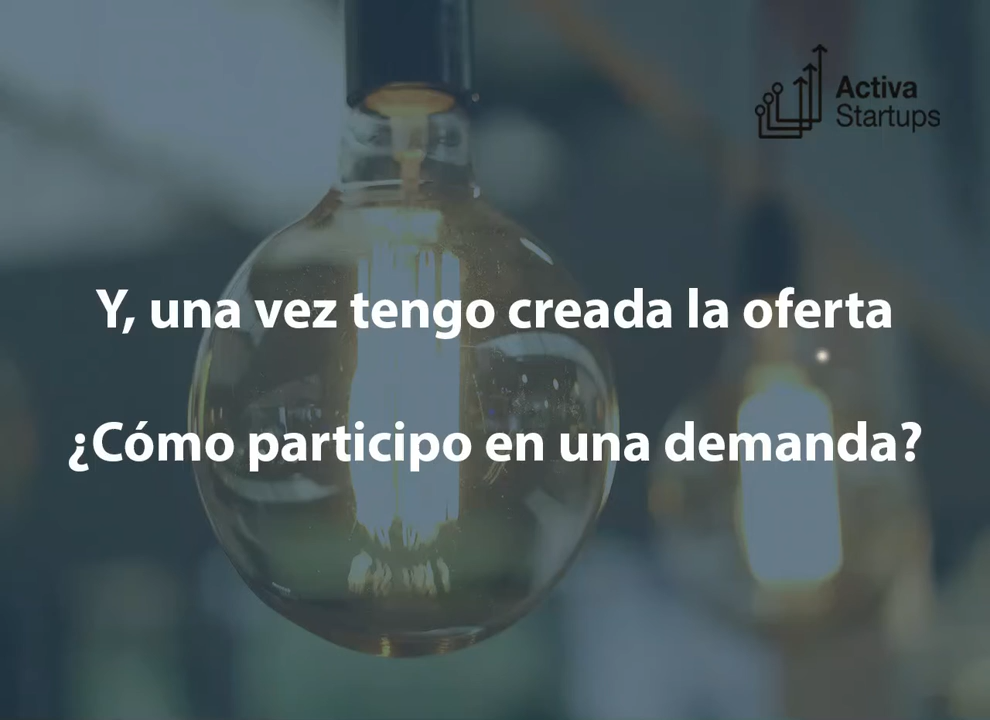 Activa
Startups
Y, una vez tengo creada la oferta
¿Cómo participo en una demanda?